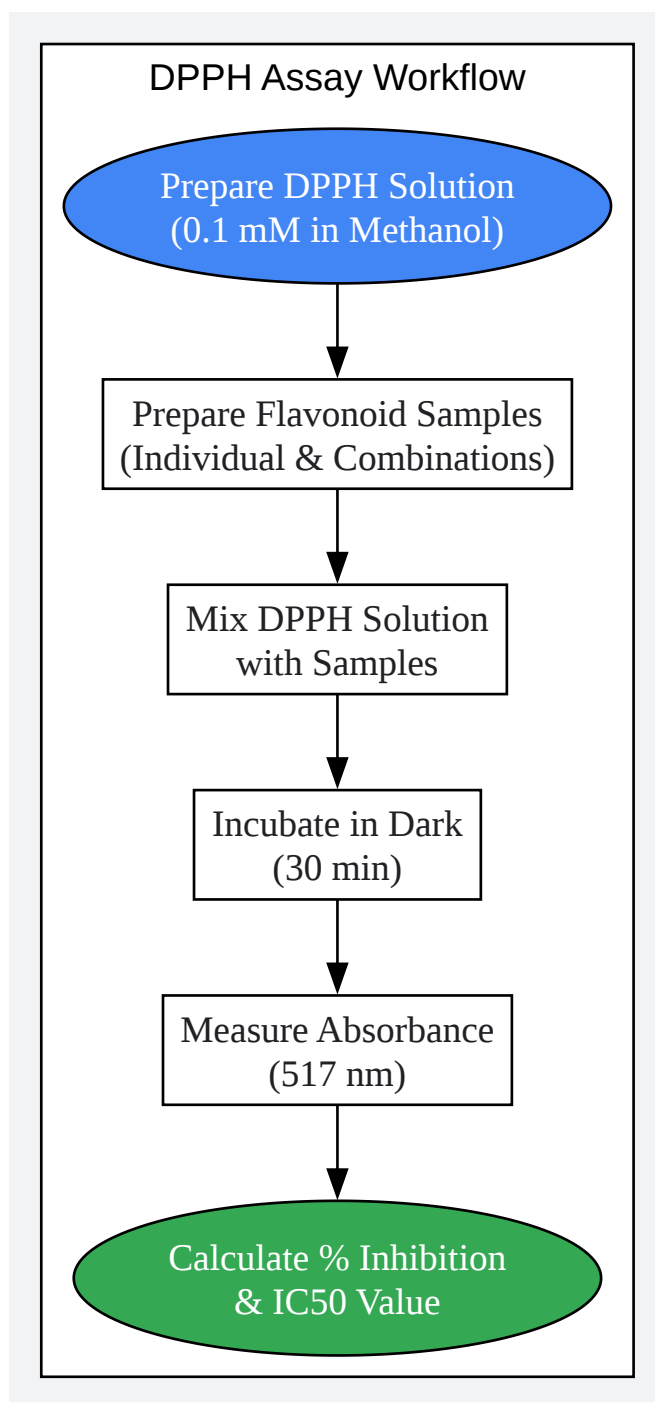 DPPH Assay Workflow
Prepare DPPH Solution
(0.1 mM in Methanol)
Prepare Flavonoid Samples
(Individual & Combinations)
Mix DPPH Solution
with Samples
Incubate in Dark
(30 min)
Measure Absorbance
(517 nm)
Calculate % Inhibition
& IC50 Value